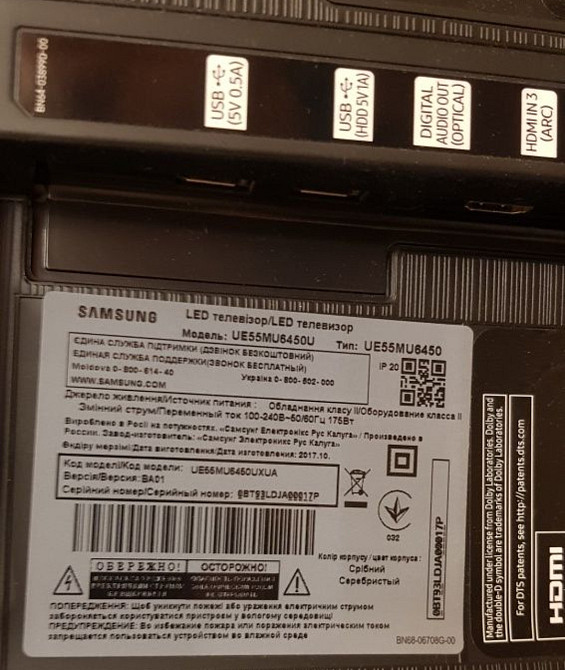 BN64-03899D-00
USB
(5V 0.5A)
USB
(HDD 5V1A)
DIGITAL
AUDIO OUT
(OPTICAL)
HDMI IN 3
(ARC)
SAMSUNG
LED телевізор/LED телевизор
Модель: UE55MU6450U Тип: UE55MU6450
ЄДИНА СЛУЖБА ПІДТРИМКИ (ДЗВІНОК БЕЗКОШТОВНИЙ)
ЕДИНАЯ СЛУЖБА ПОДДЕРЖКИ(ЗВОНОК БЕСПЛАТНЫЙ)
Moldova 0-800-614-40 Україна 0-800-502-000
WWW.SAMSUNG.COM
IP 20
Джерело живлення/Источник питания: Обладнання класу II/Оборудование класса II
Змінний струм/Переменный ток 100-240В~50/60Гц 175Вт
Вироблено в Росії на потужностях. «Самсунг Електронікс Рус Калуга» / Произведено в
России. Завод-изготовитель: «Самсунг Электроникс Рус Калуга»
Өндіру мерзімі/Дата виготовлення/Дата изготовления: 2017.10.
Код моделі/Код модели: UE55MU6450UXUA
Версія/Версия: BA01
Серійний номер/Серийный номер: 0BT93LDJA00017P
032
Колір корпусу/цвет корпуса:
Срібний
Серебристый
0BT93LDJA00017P
ОБЕРЕЖНО! ОСТОРОЖНО!
ПОПЕРЕДЖЕННЯ: Щоб уникнути пожежі або ураження електричним струмом
забороняється користуватися пристроєм у вологому середовищі
ПРЕДУПРЕЖДЕНИЕ: Во избежание пожара или поражения электрическим током
запрещается пользоваться устройством во влажной среде
BN68-06708G-00
Manufactured under license from Dolby Laboratories. Dolby and
the double-D symbol are trademarks of Dolby Laboratories.
For DTS patents, see http://patents.dts.com
HDMI